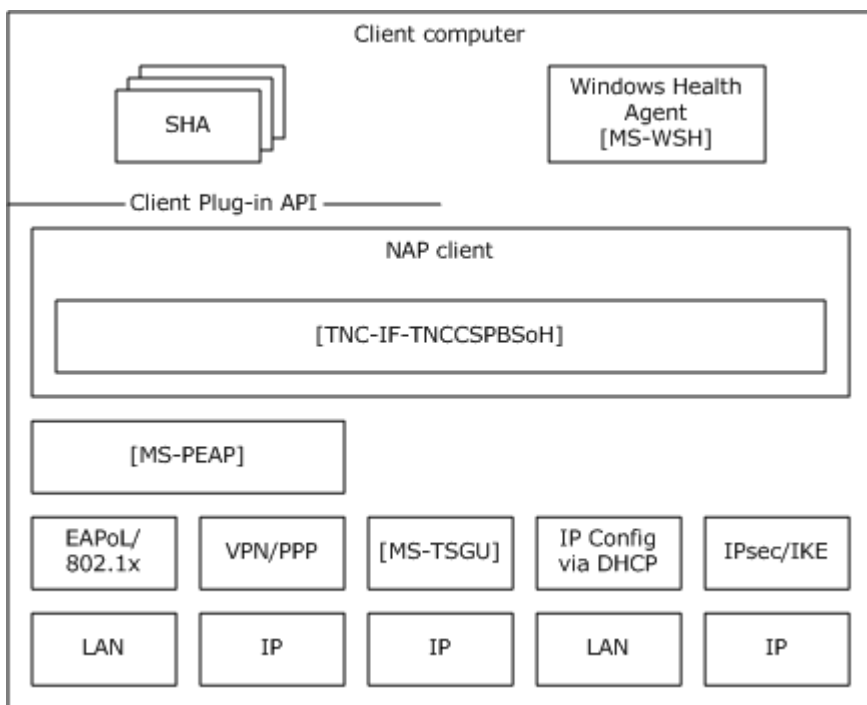 Client computer
SHA
Windows Health
Agent
[MS-WSH]
Client Plug-in API
NAP client
[TNC-IF-TNCCSPBSoH]
[MS-PEAP]
EAPoL/
802.1x
VPN/PPP
[MS-TSGU]
IP Config
via DHCP
IPsec/IKE
LAN
IP
IP
LAN
IP